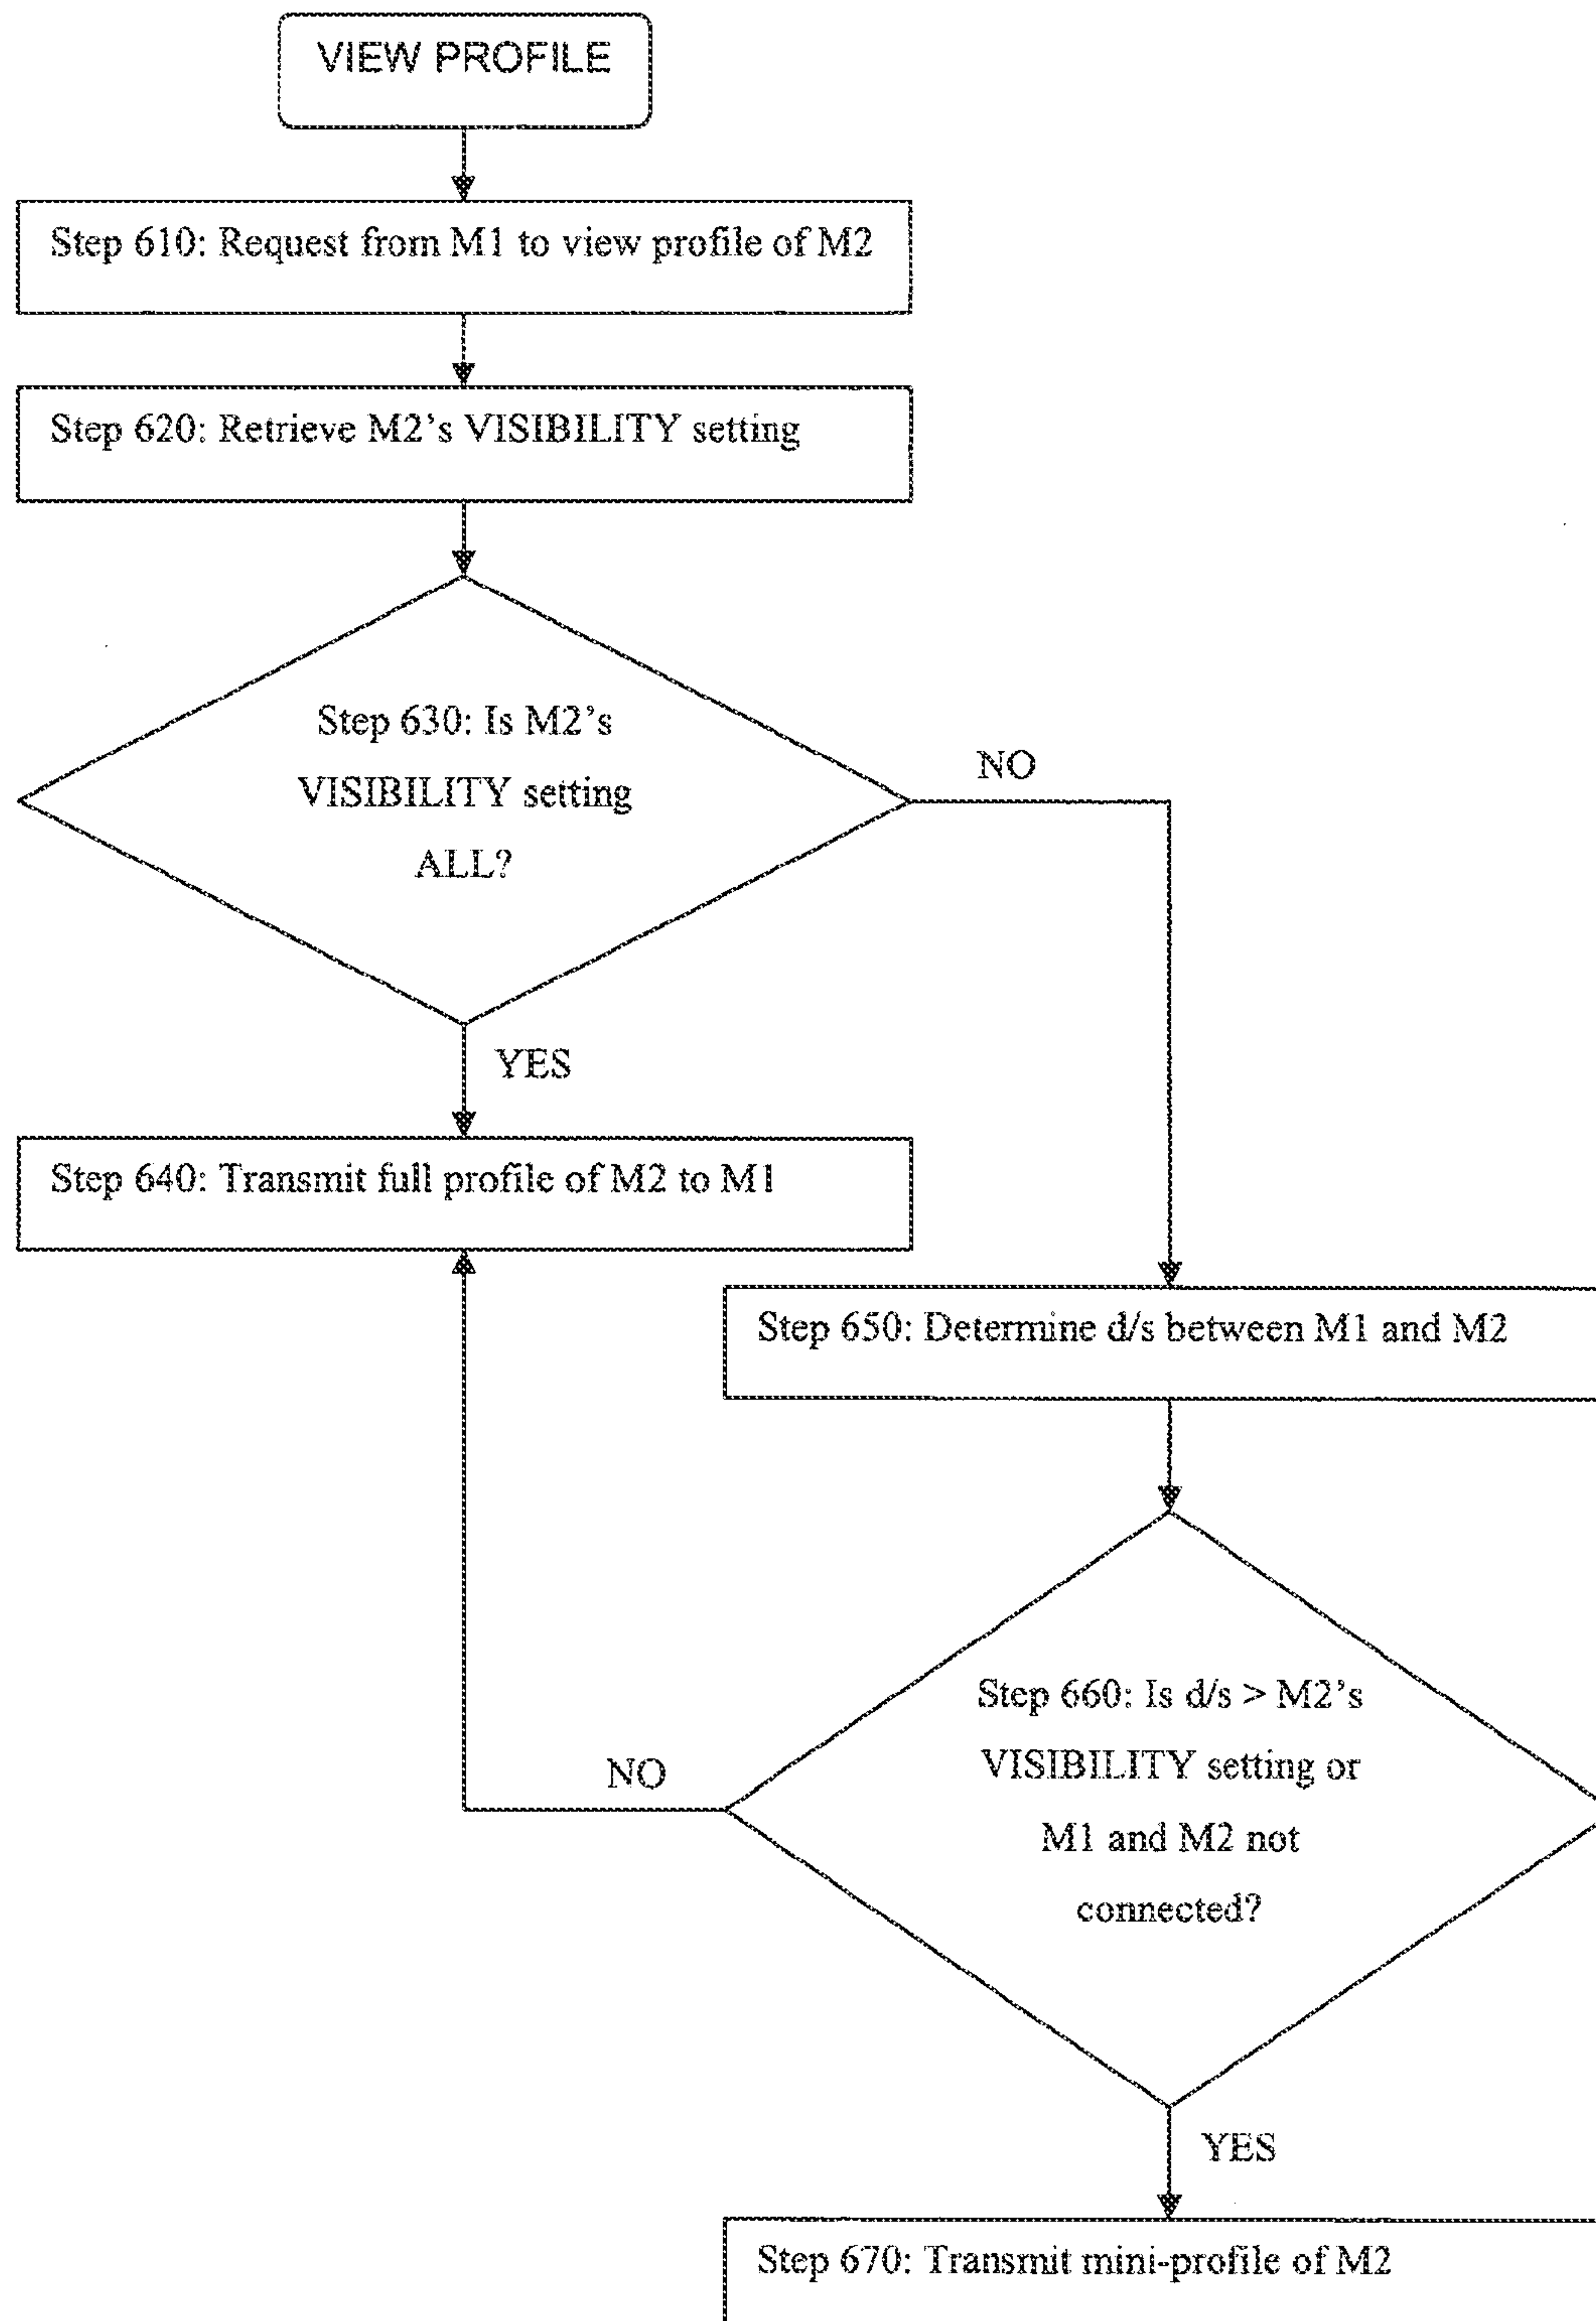 VIEW PROFILE
Step 610: Request from M1 to view profile of M2
Step 620: Retrieve M2’s VISIBILITY setting
Step 630: Is M2’s
VISIBILITY setting
ALL?
NO
YES
Step 640: Transmit full profile of M2 to M1
Step 650: Determine d/s between M1 and M2
Step 660: Is d/s > M2’s
VISIBILITY setting or
M1 and M2 not
connected?
NO
YES
Step 670: Transmit mini-profile of M2